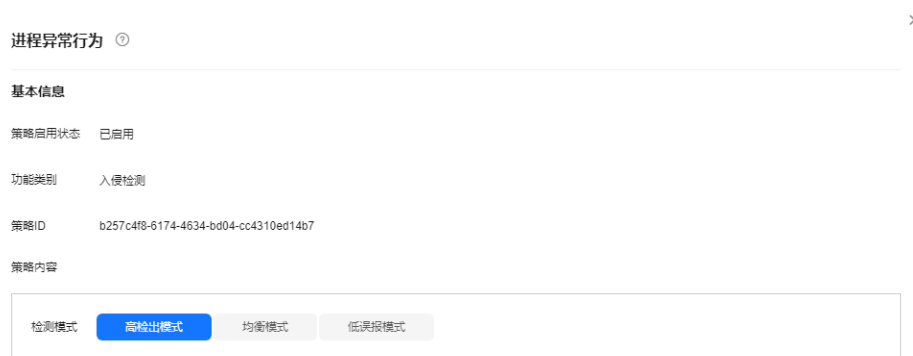 进程异常行为
基本信息
策略启用状态 已启用
功能类别 入侵检测
策略ID b257c4f8-6174-4634-bd04-cc4310ed14b7
策略内容
检测模式 高检出模式 均衡模式 低误报模式